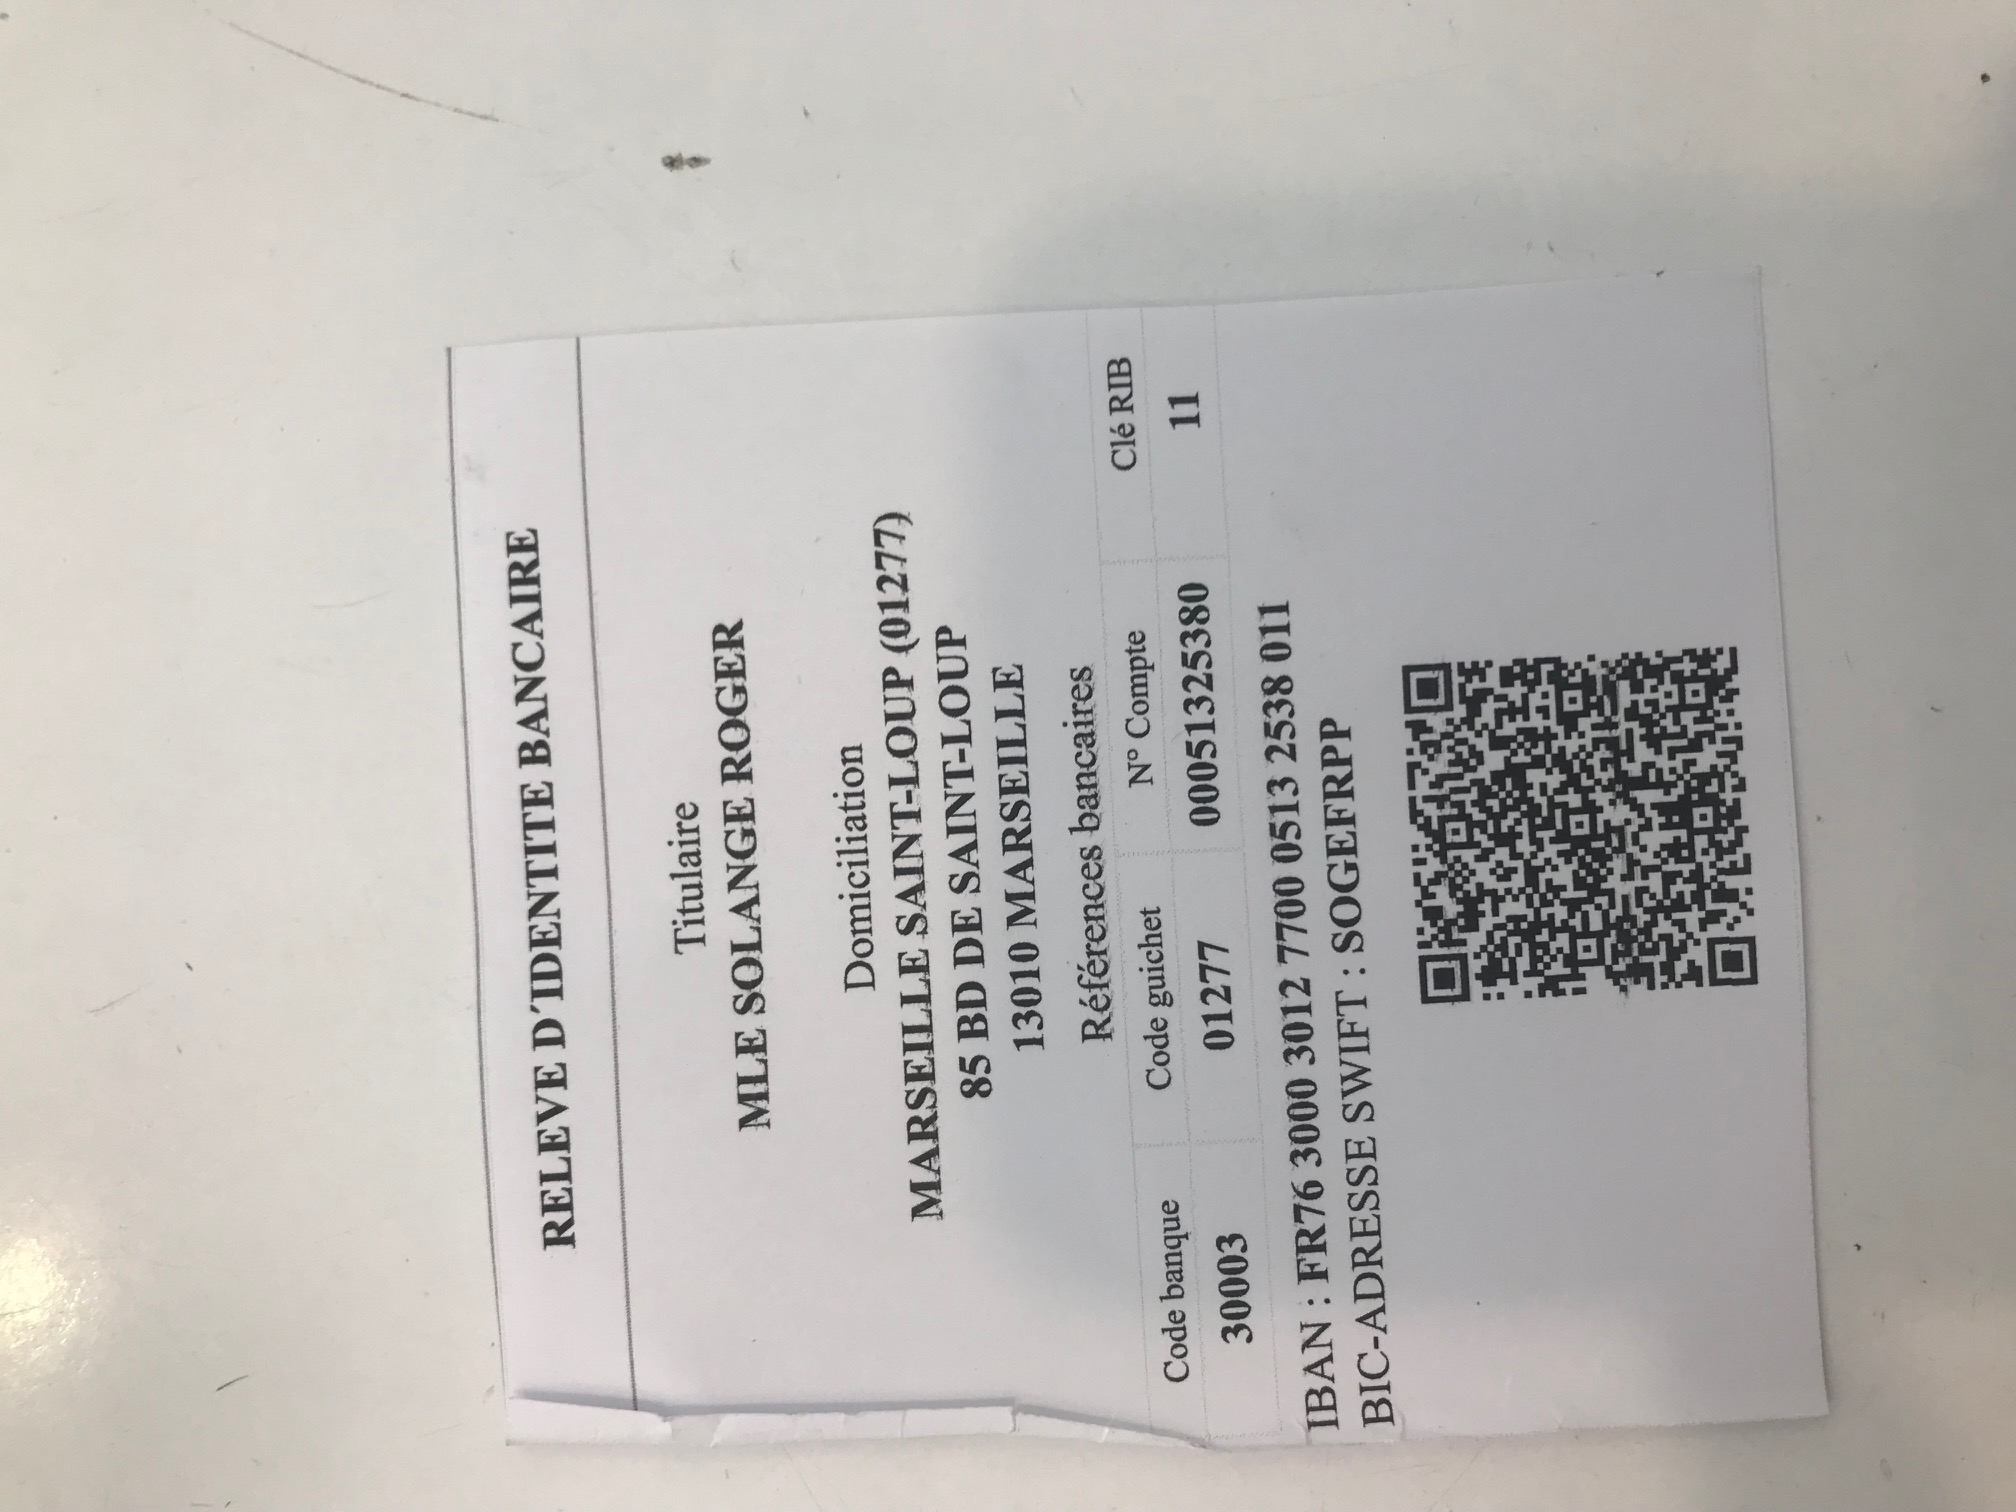 RELEVE D'IDENTITE BANCAIRE
Titulaire
MLE SOLANGE ROGER
Domiciliation
MARSEILLE SAINT-LOUP (01277)
85 BD DE SAINT-LOUP
13010 MARSEILLE
Références bancaires
Code banque Code guichet N° Compte Clé RIB
30003 01277 00051325380 11
IBAN : FR76 3000 3012 7700 0513 2538 011
BIC-ADRESSE SWIFT : SOGEFRPP